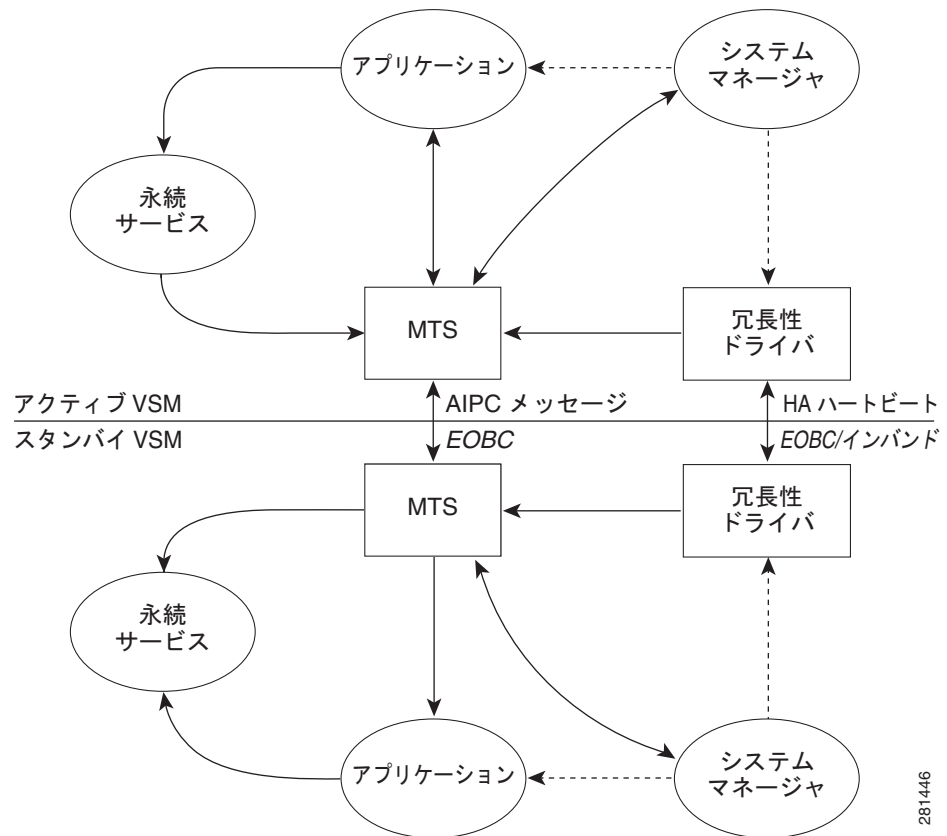 アプリケーション
システム
マネージャ
永続
サービス
MTS
冗長性
ドライバ
アクティブ VSM
AIPC メッセージ
HA ハートビート
スタンバイ VSM
EOBC
EOBC/インバンド
MTS
冗長性
ドライバ
永続
サービス
アプリケーション
システム
マネージャ
281446